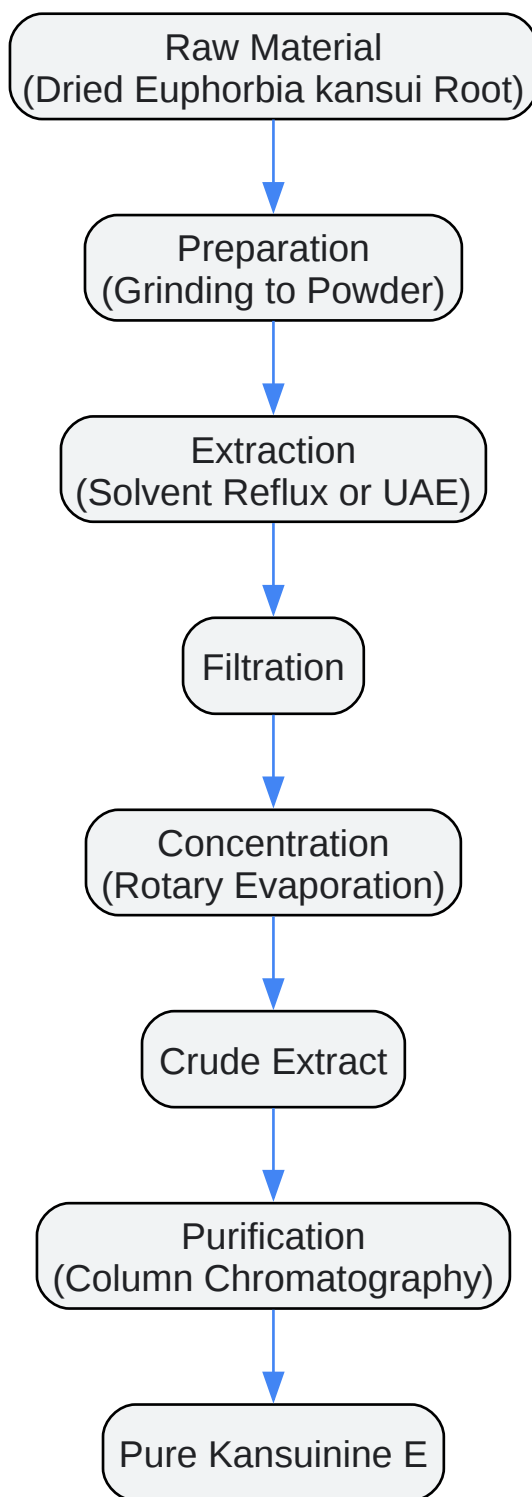 Raw Material
(Dried Euphorbia kansui Root)
Preparation
(Grinding to Powder)
Extraction
(Solvent Reflux or UAE)
Filtration
Concentration
(Rotary Evaporation)
Crude Extract
Purification
(Column Chromatography)
Pure Kansuinine E